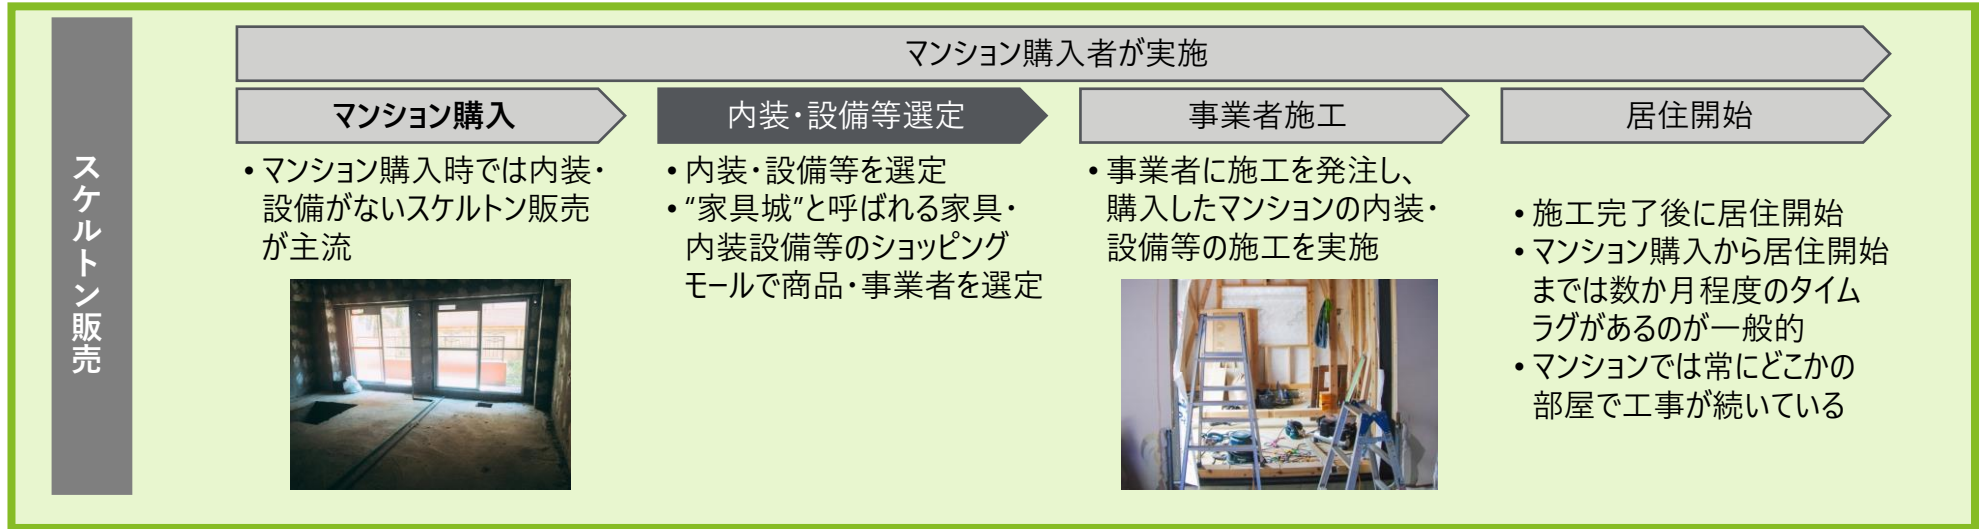 スケルトン販売
マンション購入者が実施
マンション購入
• マンション購入時では内装・
設備がないスケルトン販売
が主流
内装・設備等選定
• 内装・設備等を選定
• “家具城”と呼ばれる家具・
内装設備等のショッピング
モールで商品・事業者を選定
事業者施工
• 事業者に施工を発注し、
購入したマンションの内装・
設備等の施工を実施
居住開始
• 施工完了後に居住開始
• マンション購入から居住開始
までは数か月程度のタイム
ラグがあるのが一般的
• マンションでは常にどこかの
部屋で工事が続いている